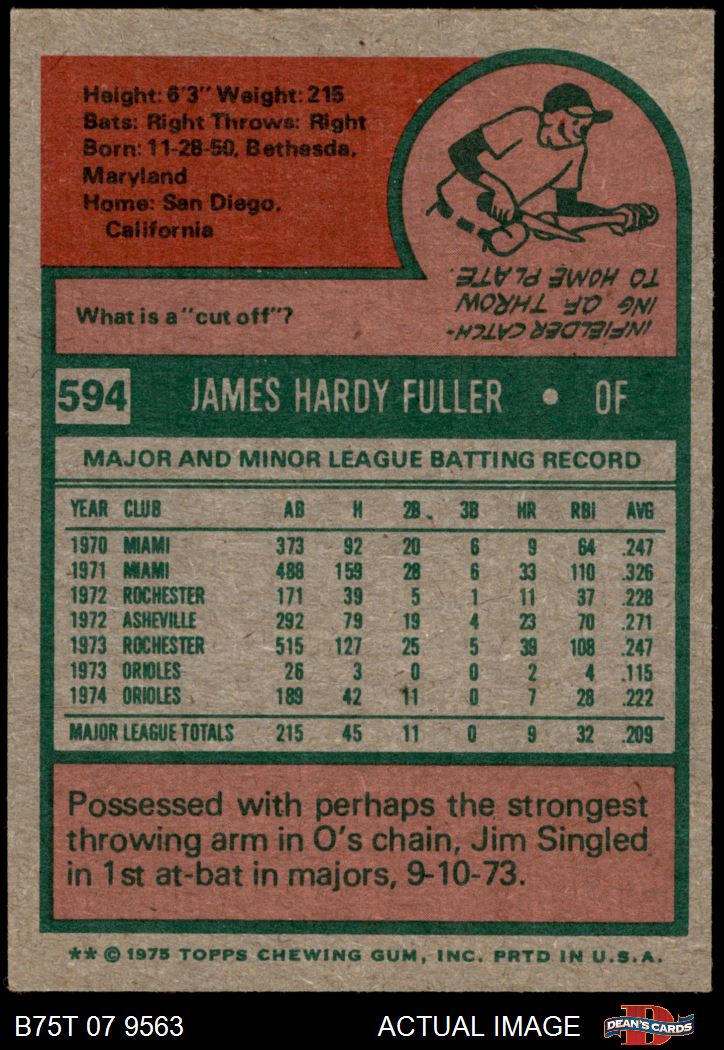 Height: 6'3" Weight: 215
Bats: Right Throws: Right
Born: 11-28-50, Bethesda,
Maryland
Home: San Diego,
California
What is a "cut off"?
INFIELDER CATCH-
ING OF THROW
TO HOME PLATE.
594 JAMES HARDY FULLER • OF
MAJOR AND MINOR LEAGUE BATTING RECORD
YEAR CLUB AB H 2B. 3B HR RBI AVG
1970 MIAMI 373 92 20 6 9 64 .247
1971 MIAMI 488 159 28 6 33 110 .326
1972 ROCHESTER 171 39 5 1 11 37 .228
1972 ASHEVILLE 292 79 19 4 23 70 .271
1973 ROCHESTER 515 127 25 5 39 108 .247
1973 ORIOLES 26 3 0 0 2 4 .115
1974 ORIOLES 189 42 11 0 7 28 .222
MAJOR LEAGUE TOTALS 215 45 11 0 9 32 .209
Possessed with perhaps the strongest
throwing arm in O's chain, Jim Singled
in 1st at-bat in majors, 9-10-73.
** © 1975 TOPPS CHEWING GUM, INC. PRTD IN U.S.A.
B75T 07 9563 ACTUAL IMAGE DEAN'S CARDS